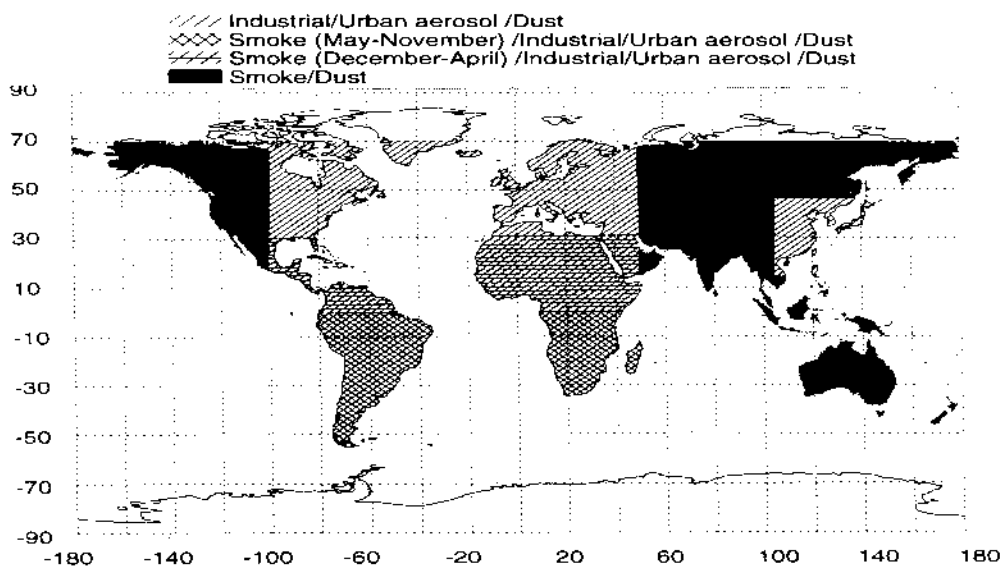 Industrial/Urban aerosol /Dust
Smoke (May-November) /Industrial/Urban aerosol /Dust
Smoke (December-April) /Industrial/Urban aerosol /Dust
Smoke/Dust
90
70
50
30
10
-10
-30
-50
-70
-90
-180 -140 -100 -60 -20 20 60 100 140 180